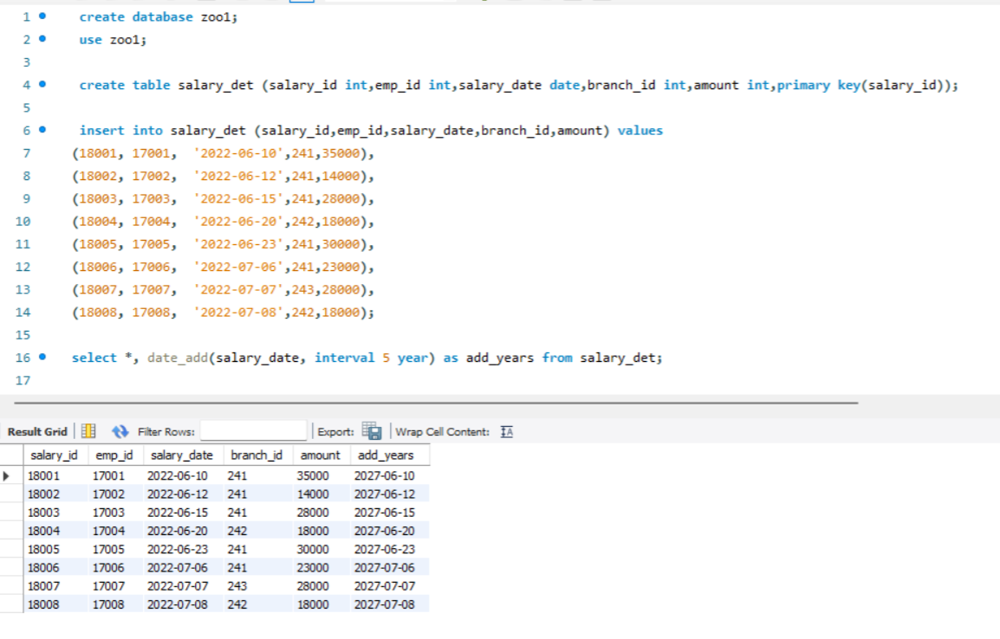 1 create database zoo1;
2 use zoo1;
3
4 create table salary_det (salary_id int,emp_id int,salary_date date,branch_id int,amount int,primary key(salary_id));
5
6 insert into salary_det (salary_id,emp_id,salary_date,branch_id,amount) values
7 (18001, 17001,  '2022-06-10',241,35000),
8 (18002, 17002,  '2022-06-12',241,14000),
9 (18003, 17003,  '2022-06-15',241,28000),
10 (18004, 17004,  '2022-06-20',242,18000),
11 (18005, 17005,  '2022-06-23',241,30000),
12 (18006, 17006,  '2022-07-06',241,23000),
13 (18007, 17007,  '2022-07-07',243,28000),
14 (18008, 17008,  '2022-07-08',242,18000);
15
16 select *, date_add(salary_date, interval 5 year) as add_years from salary_det;
17
Result Grid Filter Rows: Export: Wrap Cell Content: IA
salary_id emp_id salary_date branch_id amount add_years
18001 17001 2022-06-10 241 35000 2027-06-10
18002 17002 2022-06-12 241 14000 2027-06-12
18003 17003 2022-06-15 241 28000 2027-06-15
18004 17004 2022-06-20 242 18000 2027-06-20
18005 17005 2022-06-23 241 30000 2027-06-23
18006 17006 2022-07-06 241 23000 2027-07-06
18007 17007 2022-07-07 243 28000 2027-07-07
18008 17008 2022-07-08 242 18000 2027-07-08